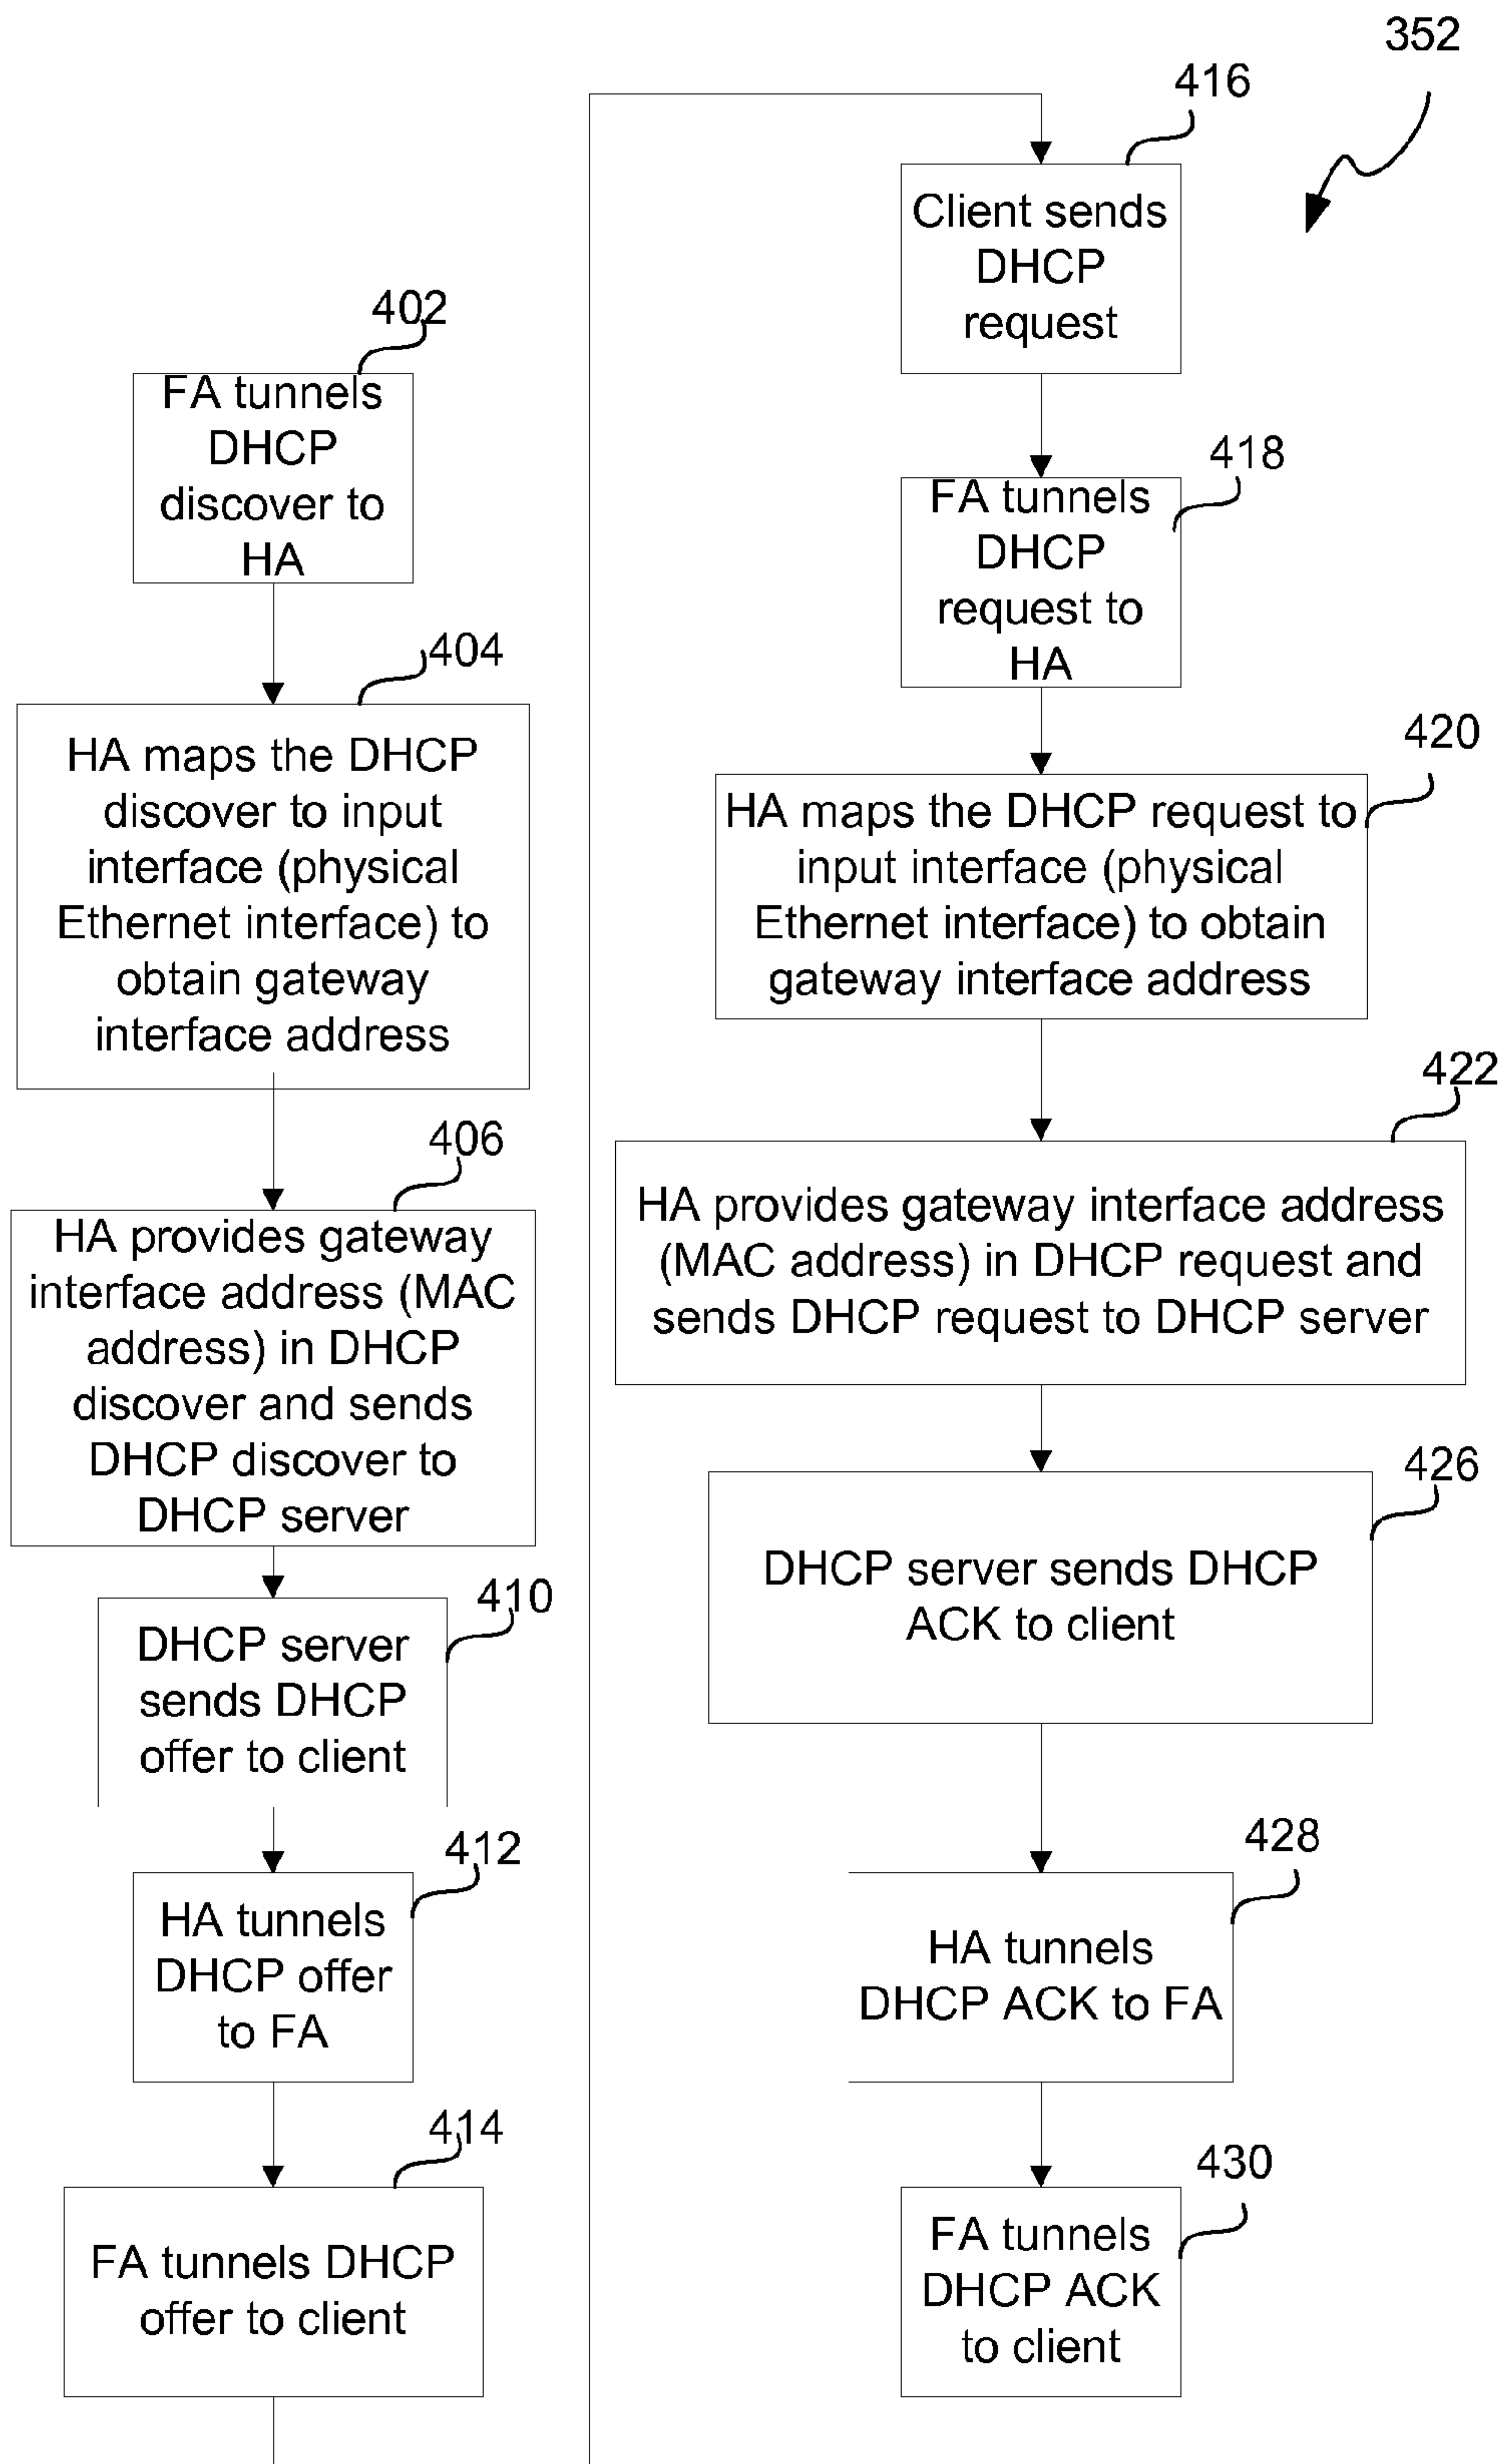 352
402
FA tunnels
DHCP
discover to
HA
404
HA maps the DHCP
discover to input
interface (physical
Ethernet interface) to
obtain gateway
interface address
406
HA provides gateway
interface address (MAC
address) in DHCP
discover and sends
DHCP discover to
DHCP server
410
DHCP server
sends DHCP
offer to client
412
HA tunnels
DHCP offer
to FA
414
FA tunnels DHCP
offer to client
416
Client sends
DHCP
request
418
FA tunnels
DHCP
request to
HA
420
HA maps the DHCP request to
input interface (physical
Ethernet interface) to obtain
gateway interface address
422
HA provides gateway interface address
(MAC address) in DHCP request and
sends DHCP request to DHCP server
426
DHCP server sends DHCP
ACK to client
428
HA tunnels
DHCP ACK to FA
430
FA tunnels
DHCP ACK
to client